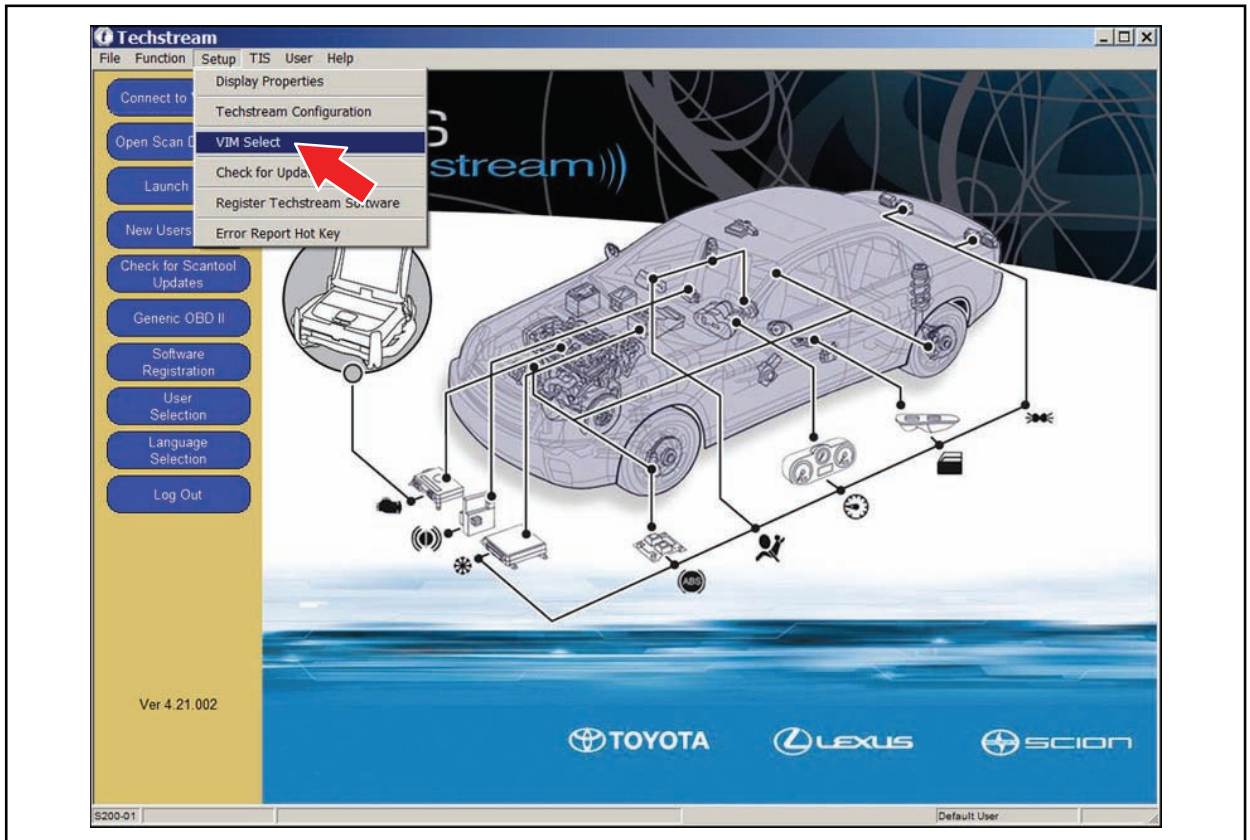 Techstream
File Function Setup TIS User Help
Display Properties
Techstream Configuration
VIM Select
Check for Upda
Register Techstream Software
Error Report Hot Key
Connect to
Open Scan D
Launch
New Users
Check for Scantool
Updates
Generic OBD II
Software
Registration
User
Selection
Language
Selection
Log Out
Ver 4.21.002
S
stream
ABS
TOYOTA
LEXUS
SCION
S200-01
Default User